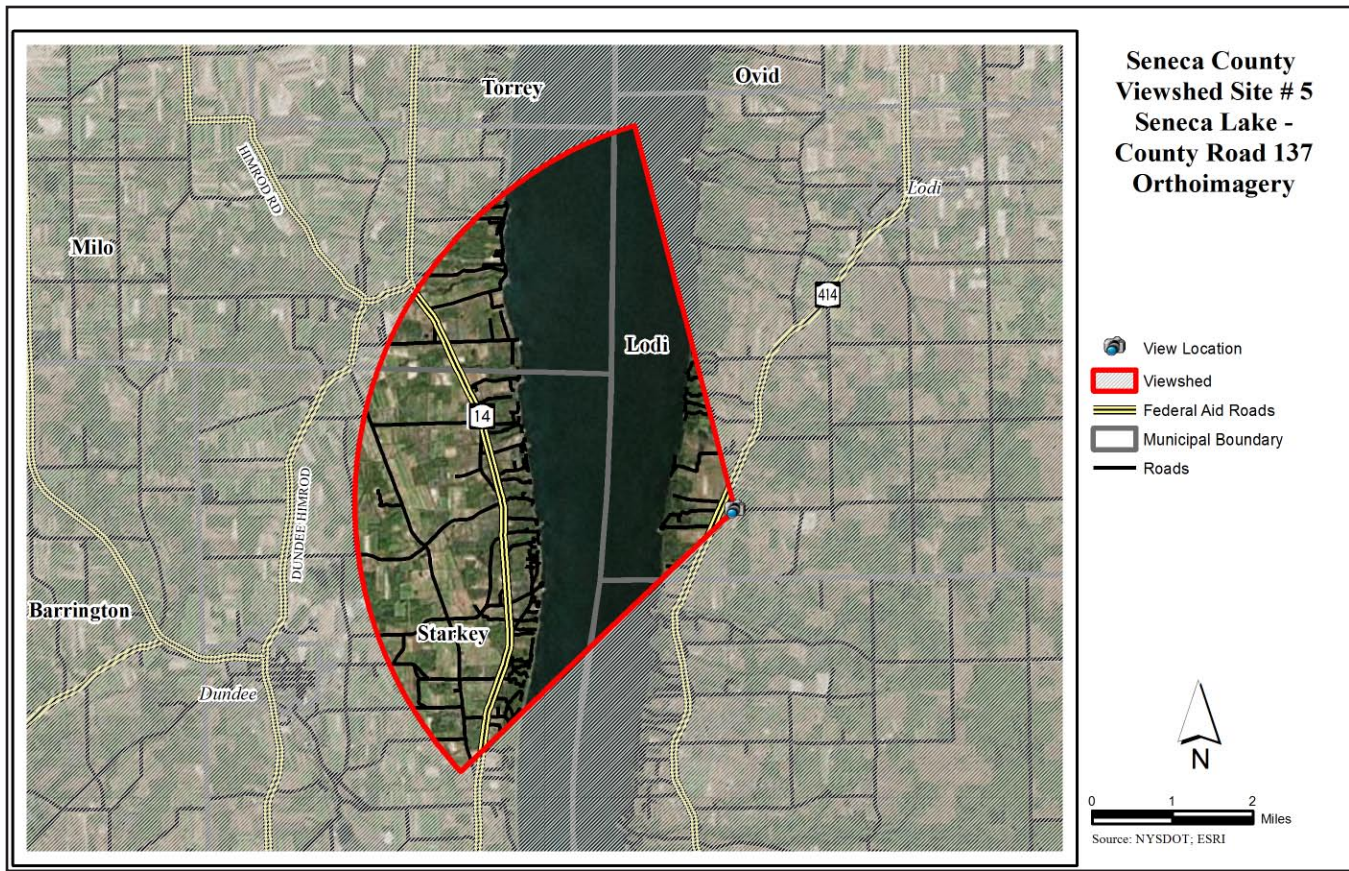 Seneca County
Viewshed Site # 5
Seneca Lake -
County Road 137
Orthoimagery
Torrey
Ovid
HIMROD RD
Lodi
Milo
414
Lodi
14
DUNDEE HIMROD
Barrington
Starkey
Dundee
View Location
Viewshed
Federal Aid Roads
Municipal Boundary
Roads
N
0 1 2
Miles
Source: NYSDOT; ESRI